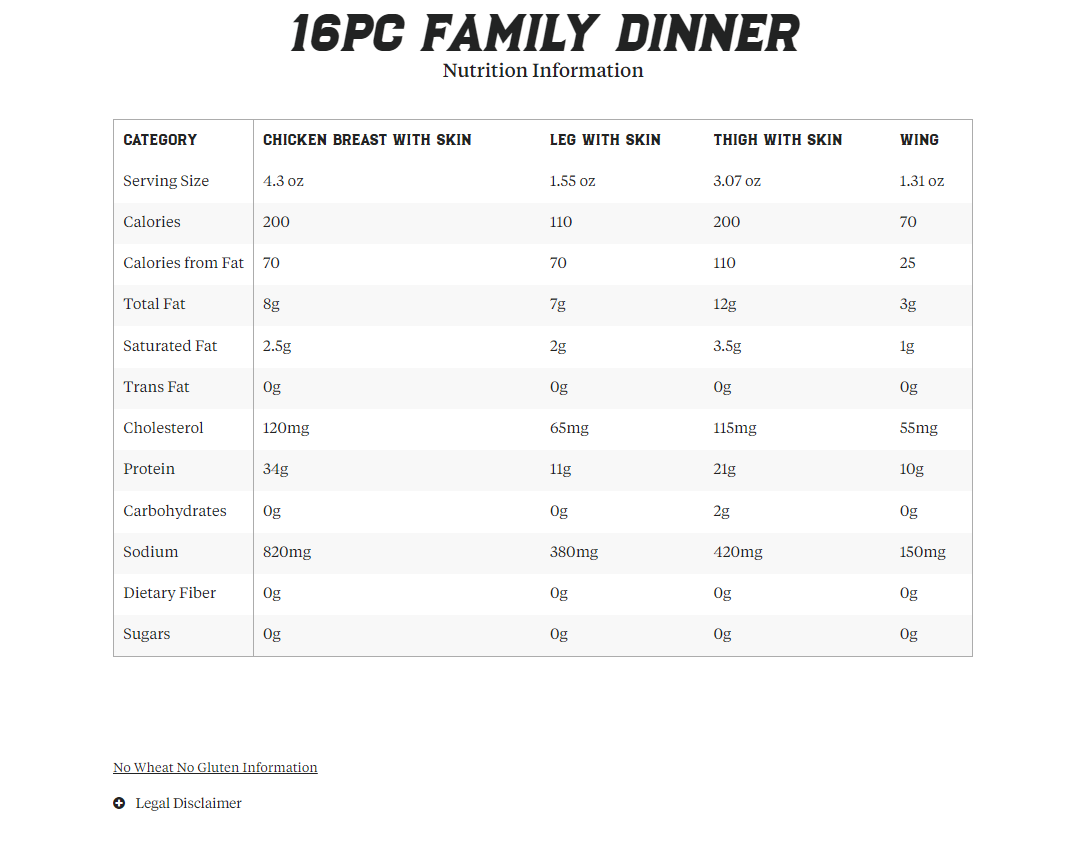 16PC FAMILY DINNER
Nutrition Information
CATEGORY CHICKEN BREAST WITH SKIN LEG WITH SKIN THIGH WITH SKIN WING
Serving Size 4.3 oz 1.55 oz 3.07 oz 1.31 oz
Calories 200 110 200 70
Calories from Fat 70 70 110 25
Total Fat 8g 7g 12g 3g
Saturated Fat 2.5g 2g 3.5g 1g
Trans Fat 0g 0g 0g 0g
Cholesterol 120mg 65mg 115mg 55mg
Protein 34g 11g 21g 10g
Carbohydrates 0g 0g 2g 0g
Sodium 820mg 380mg 420mg 150mg
Dietary Fiber 0g 0g 0g 0g
Sugars 0g 0g 0g 0g
No Wheat No Gluten Information
Legal Disclaimer